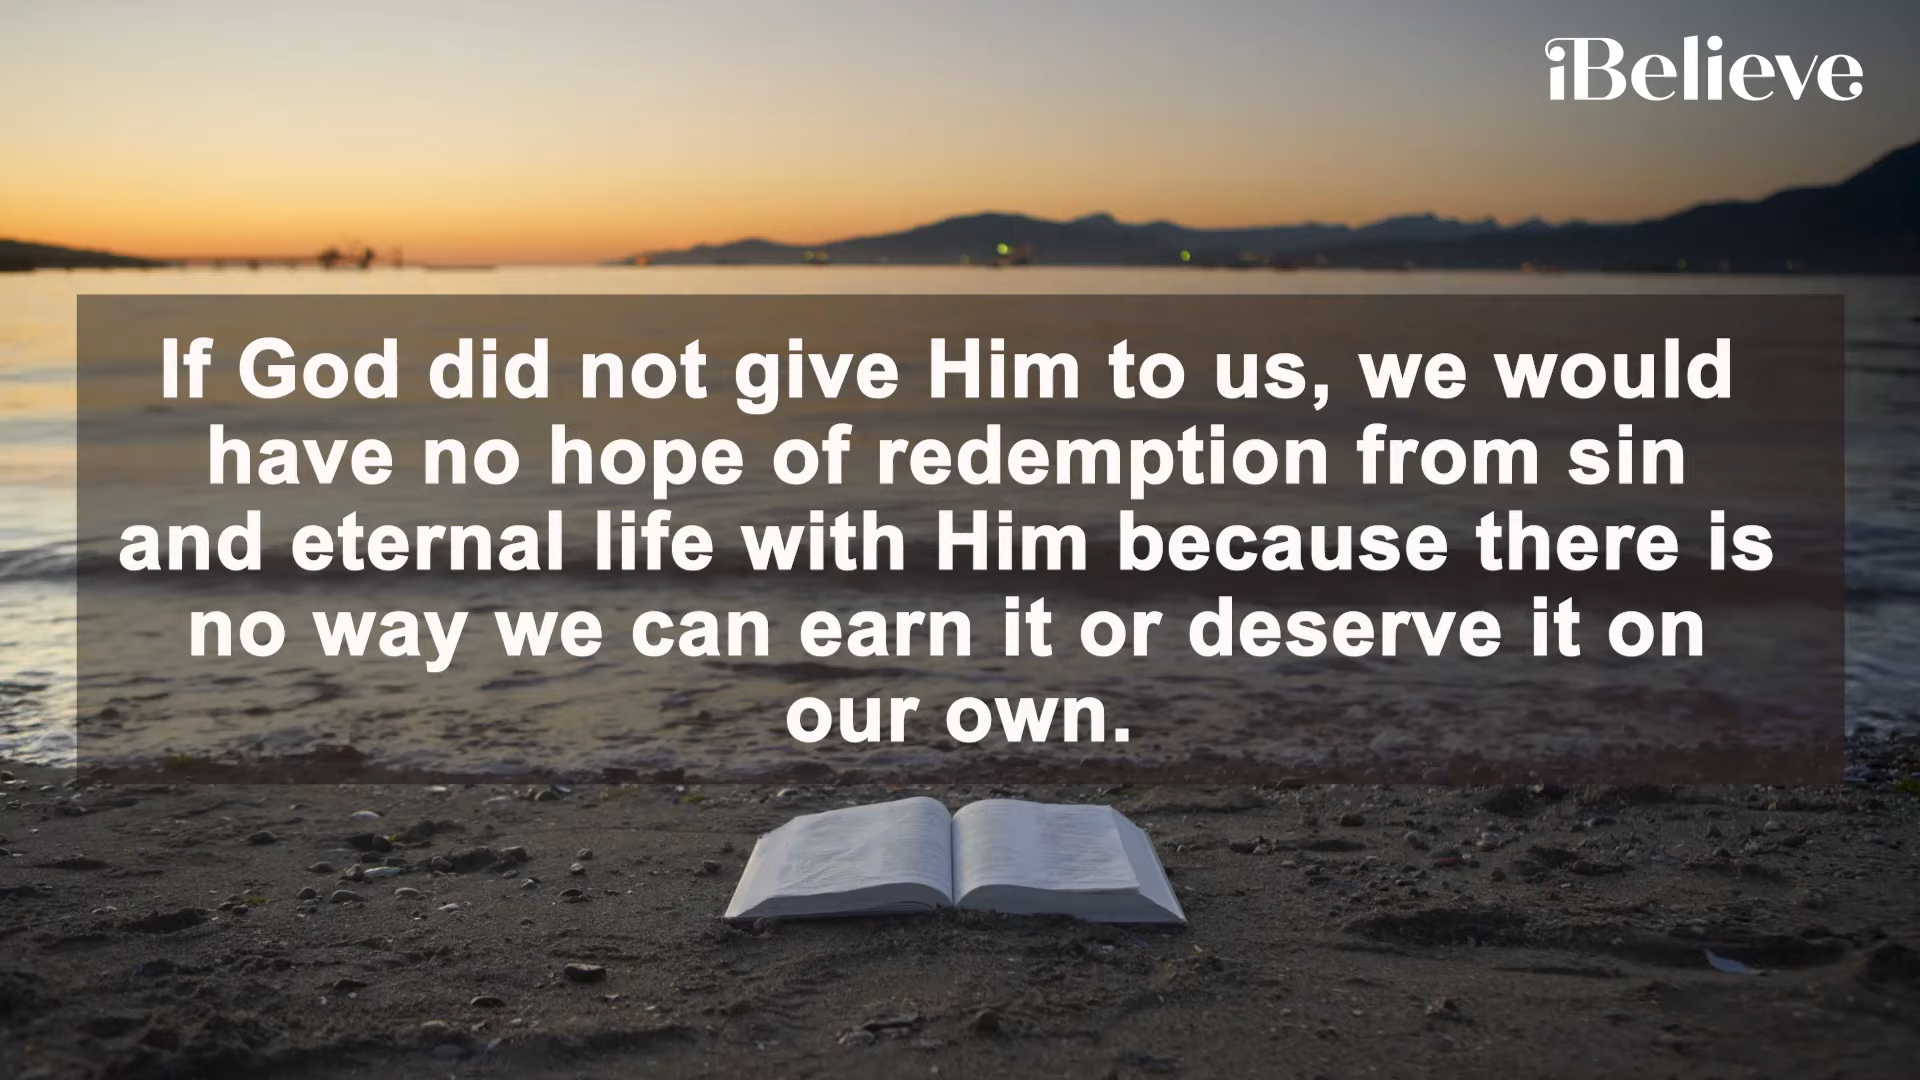 iBelieve
If God did not give Him to us, we would
have no hope of redemption from sin
and eternal life with Him because there is
no way we can earn it or deserve it on
our own.